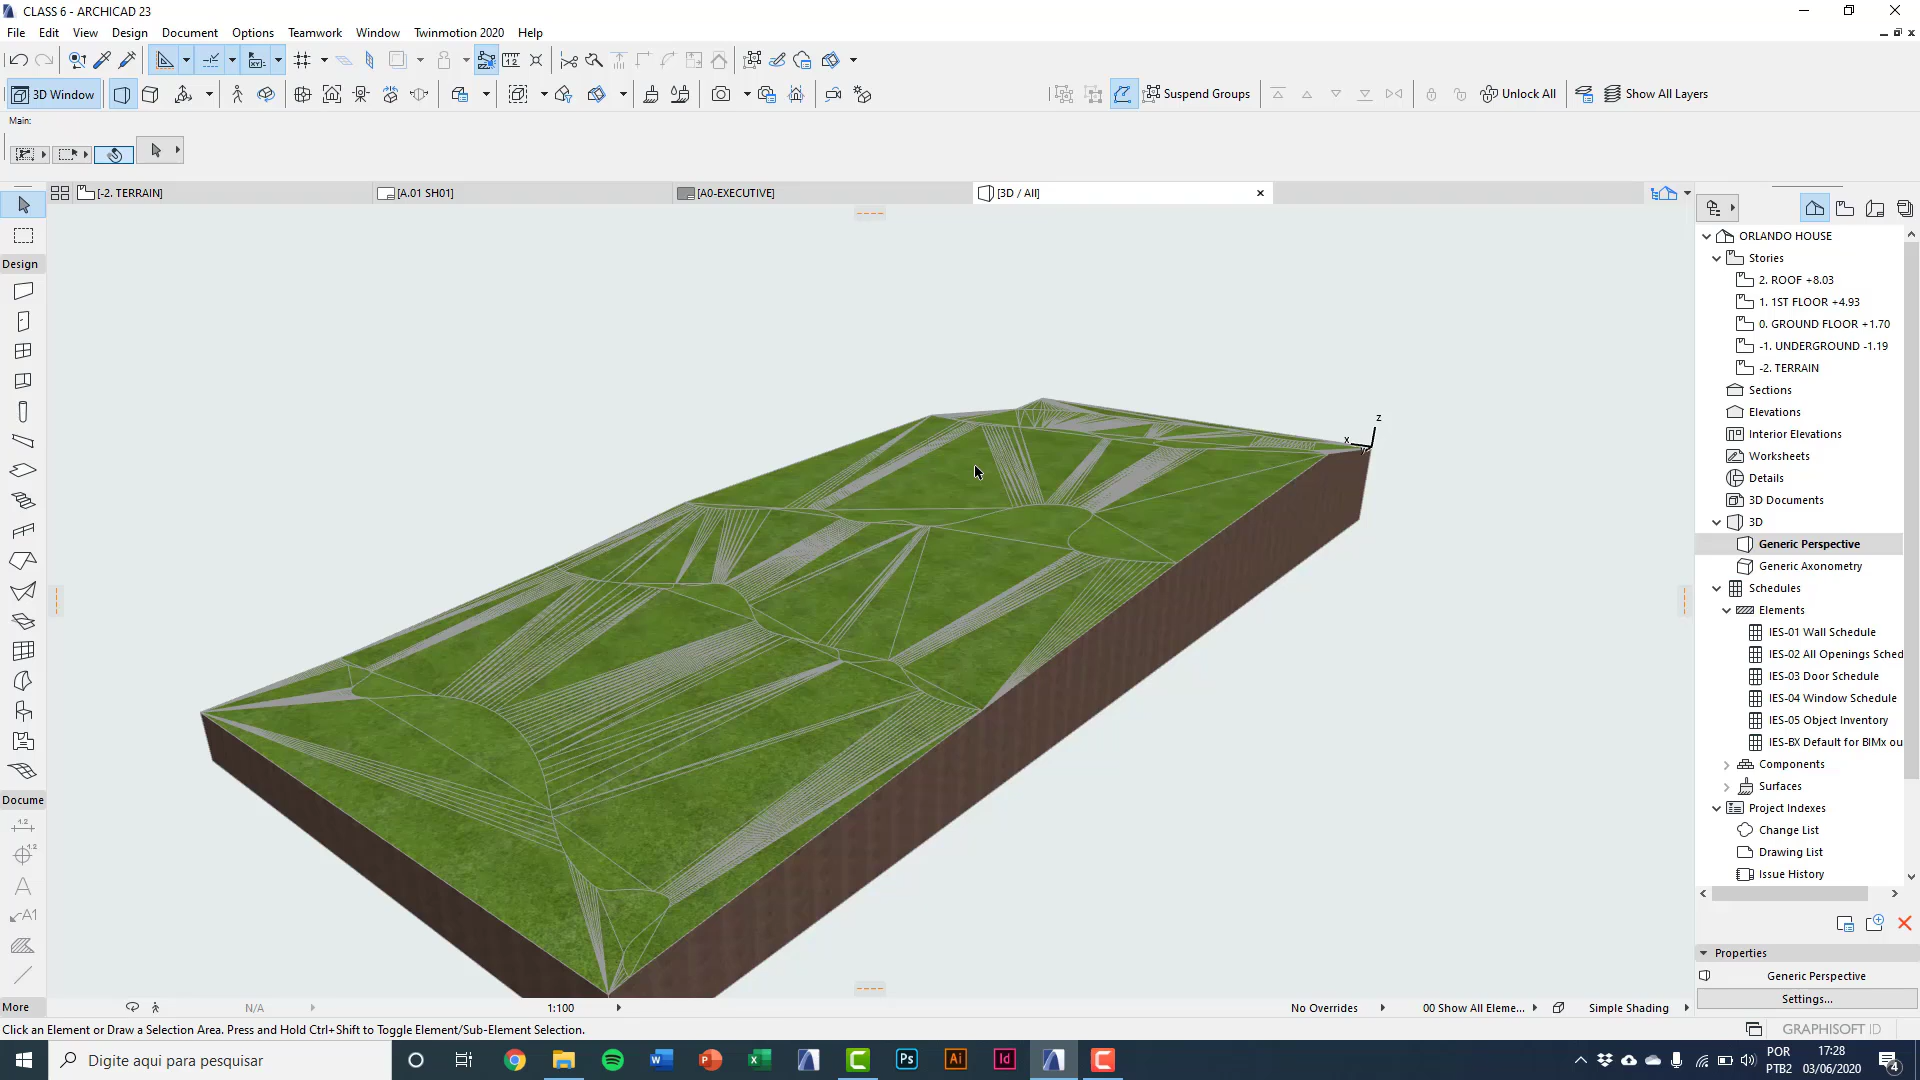 CLASS 6 - ARCHICAD 23
File Edit View Design Document Options Teamwork Window Twinmotion 2020 Help
3D Window Suspend Groups Unlock All Show All Layers
Main:
[-2. TERRAIN] [A.01 SH01] [A0-EXECUTIVE] [3D / All]
Design
Docume
More
z
x
y
ORLANDO HOUSE
Stories
2. ROOF +8.03
1. 1ST FLOOR +4.93
0. GROUND FLOOR +1.70
-1. UNDERGROUND -1.19
-2. TERRAIN
Sections
Elevations
Interior Elevations
Worksheets
Details
3D Documents
3D
Generic Perspective
Generic Axonometry
Schedules
Elements
IES-01 Wall Schedule
IES-02 All Openings Sched
IES-03 Door Schedule
IES-04 Window Schedule
IES-05 Object Inventory
IES-BX Default for BIMx ou
Components
Surfaces
Project Indexes
Change List
Drawing List
Issue History
Properties
Generic Perspective
Settings...
N/A 1:100 No Overrides 00 Show All Eleme... Simple Shading
Click an Element or Draw a Selection Area. Press and Hold Ctrl+Shift to Toggle Element/Sub-Element Selection.
GRAPHISOFT ID
Digite aqui para pesquisar
POR
PTB2
17:28
03/06/2020
4